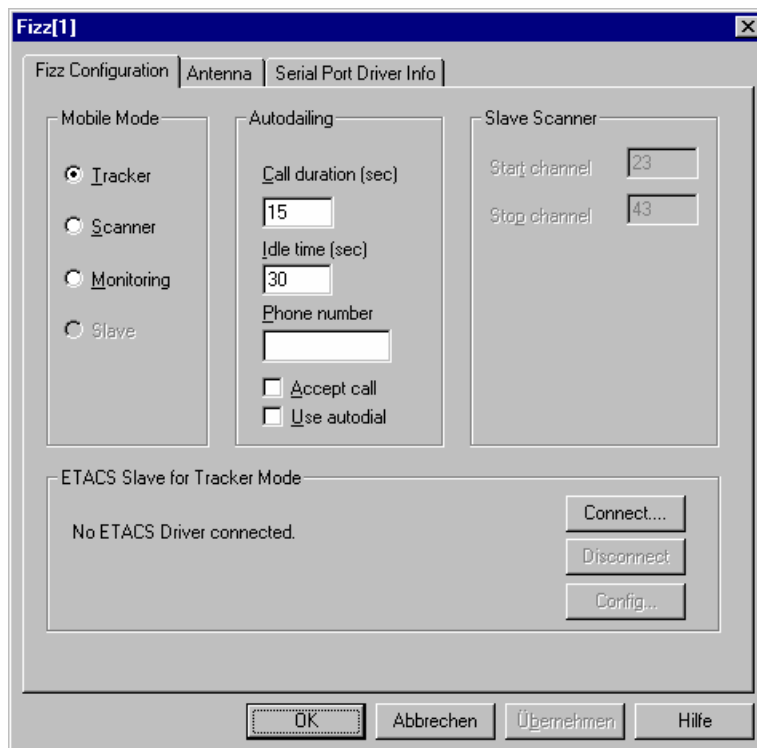 Fizz[1]
Fizz Configuration
Antenna
Serial Port Driver Info
Mobile Mode
Tracker
Scanner
Monitoring
Slave
Autodailing
Call duration (sec)
15
Idle time (sec)
30
Phone number
Accept call
Use autodial
Slave Scanner
Start channel
23
Stop channel
43
ETACS Slave for Tracker Mode
No ETACS Driver connected.
Connect....
Disconnect
Config...
OK
Abbrechen
Übernehmen
Hilfe